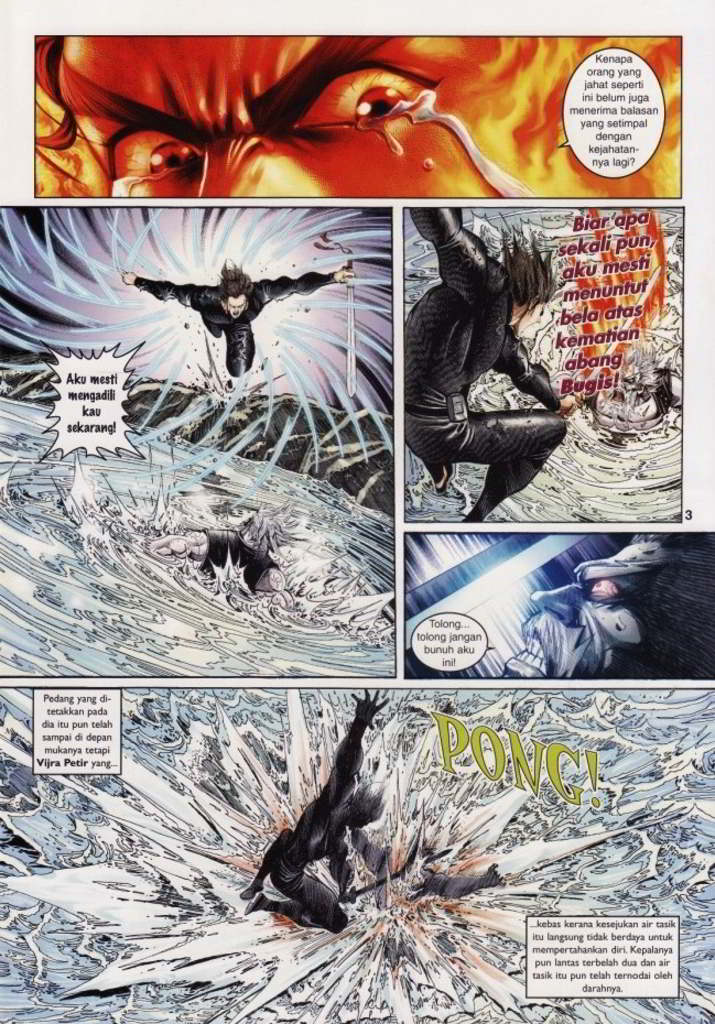 Kenapa
orang yang
jahat seperti
ini belum juga
menerima balasan
yang setimpal
dengan
kejahatan-
nya lagi?
Aku mesti
mengadili
kau
sekarang!
Biar apa
sekali pun,
aku mesti
menuntut
bela atas
kematian
abang
Bugis!
3
Tolong...
tolong jangan
bunuh aku
ini!
Pedang yang di-
tetakkan pada
dia itu pun telah
sampai di depan
mukanya tetapi
Vijra Petir yang...
PONG!
...kebas kerana kesejukan air tasik
itu langsung tidak berdaya untuk
mempertahankan diri. Kepalanya
pun lantas terbelah dua dan air
tasik itu pun telah ternodai oleh
darahnya.